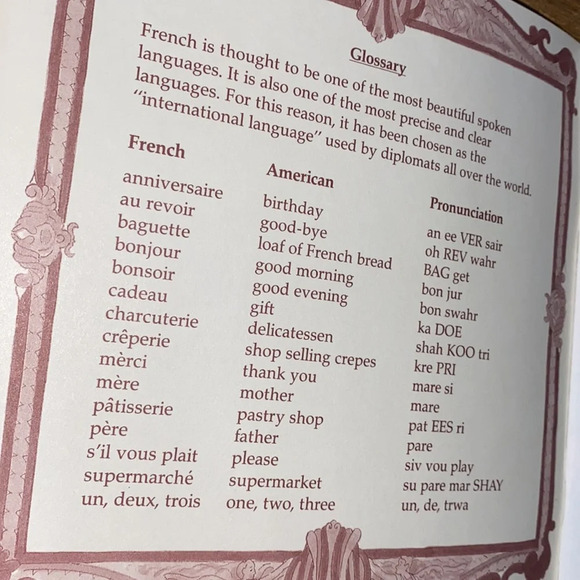 Glossary
French is thought to be one of the most beautiful spoken
languages. It is also one of the most precise and clear
languages. For this reason, it has been chosen as the
"international language" used by diplomats all over the world.
French American Pronunciation
anniversaire birthday an ee VER sair
au revoir good-bye oh REV wahr
baguette loaf of French bread BAG get
bonjour good morning bon jur
bonsoir good evening bon swahr
cadeau gift ka DOE
charcuterie delicatessen shah KOO tri
crêperie shop selling crepes kre PRI
mèrci thank you mare si
mère mother mare
pâtisserie pastry shop pat EES ri
père father pare
s'il vous plait please siv vou play
supermarché supermarket su pare mar SHAY
un, deux, trois one, two, three un, de, trwa